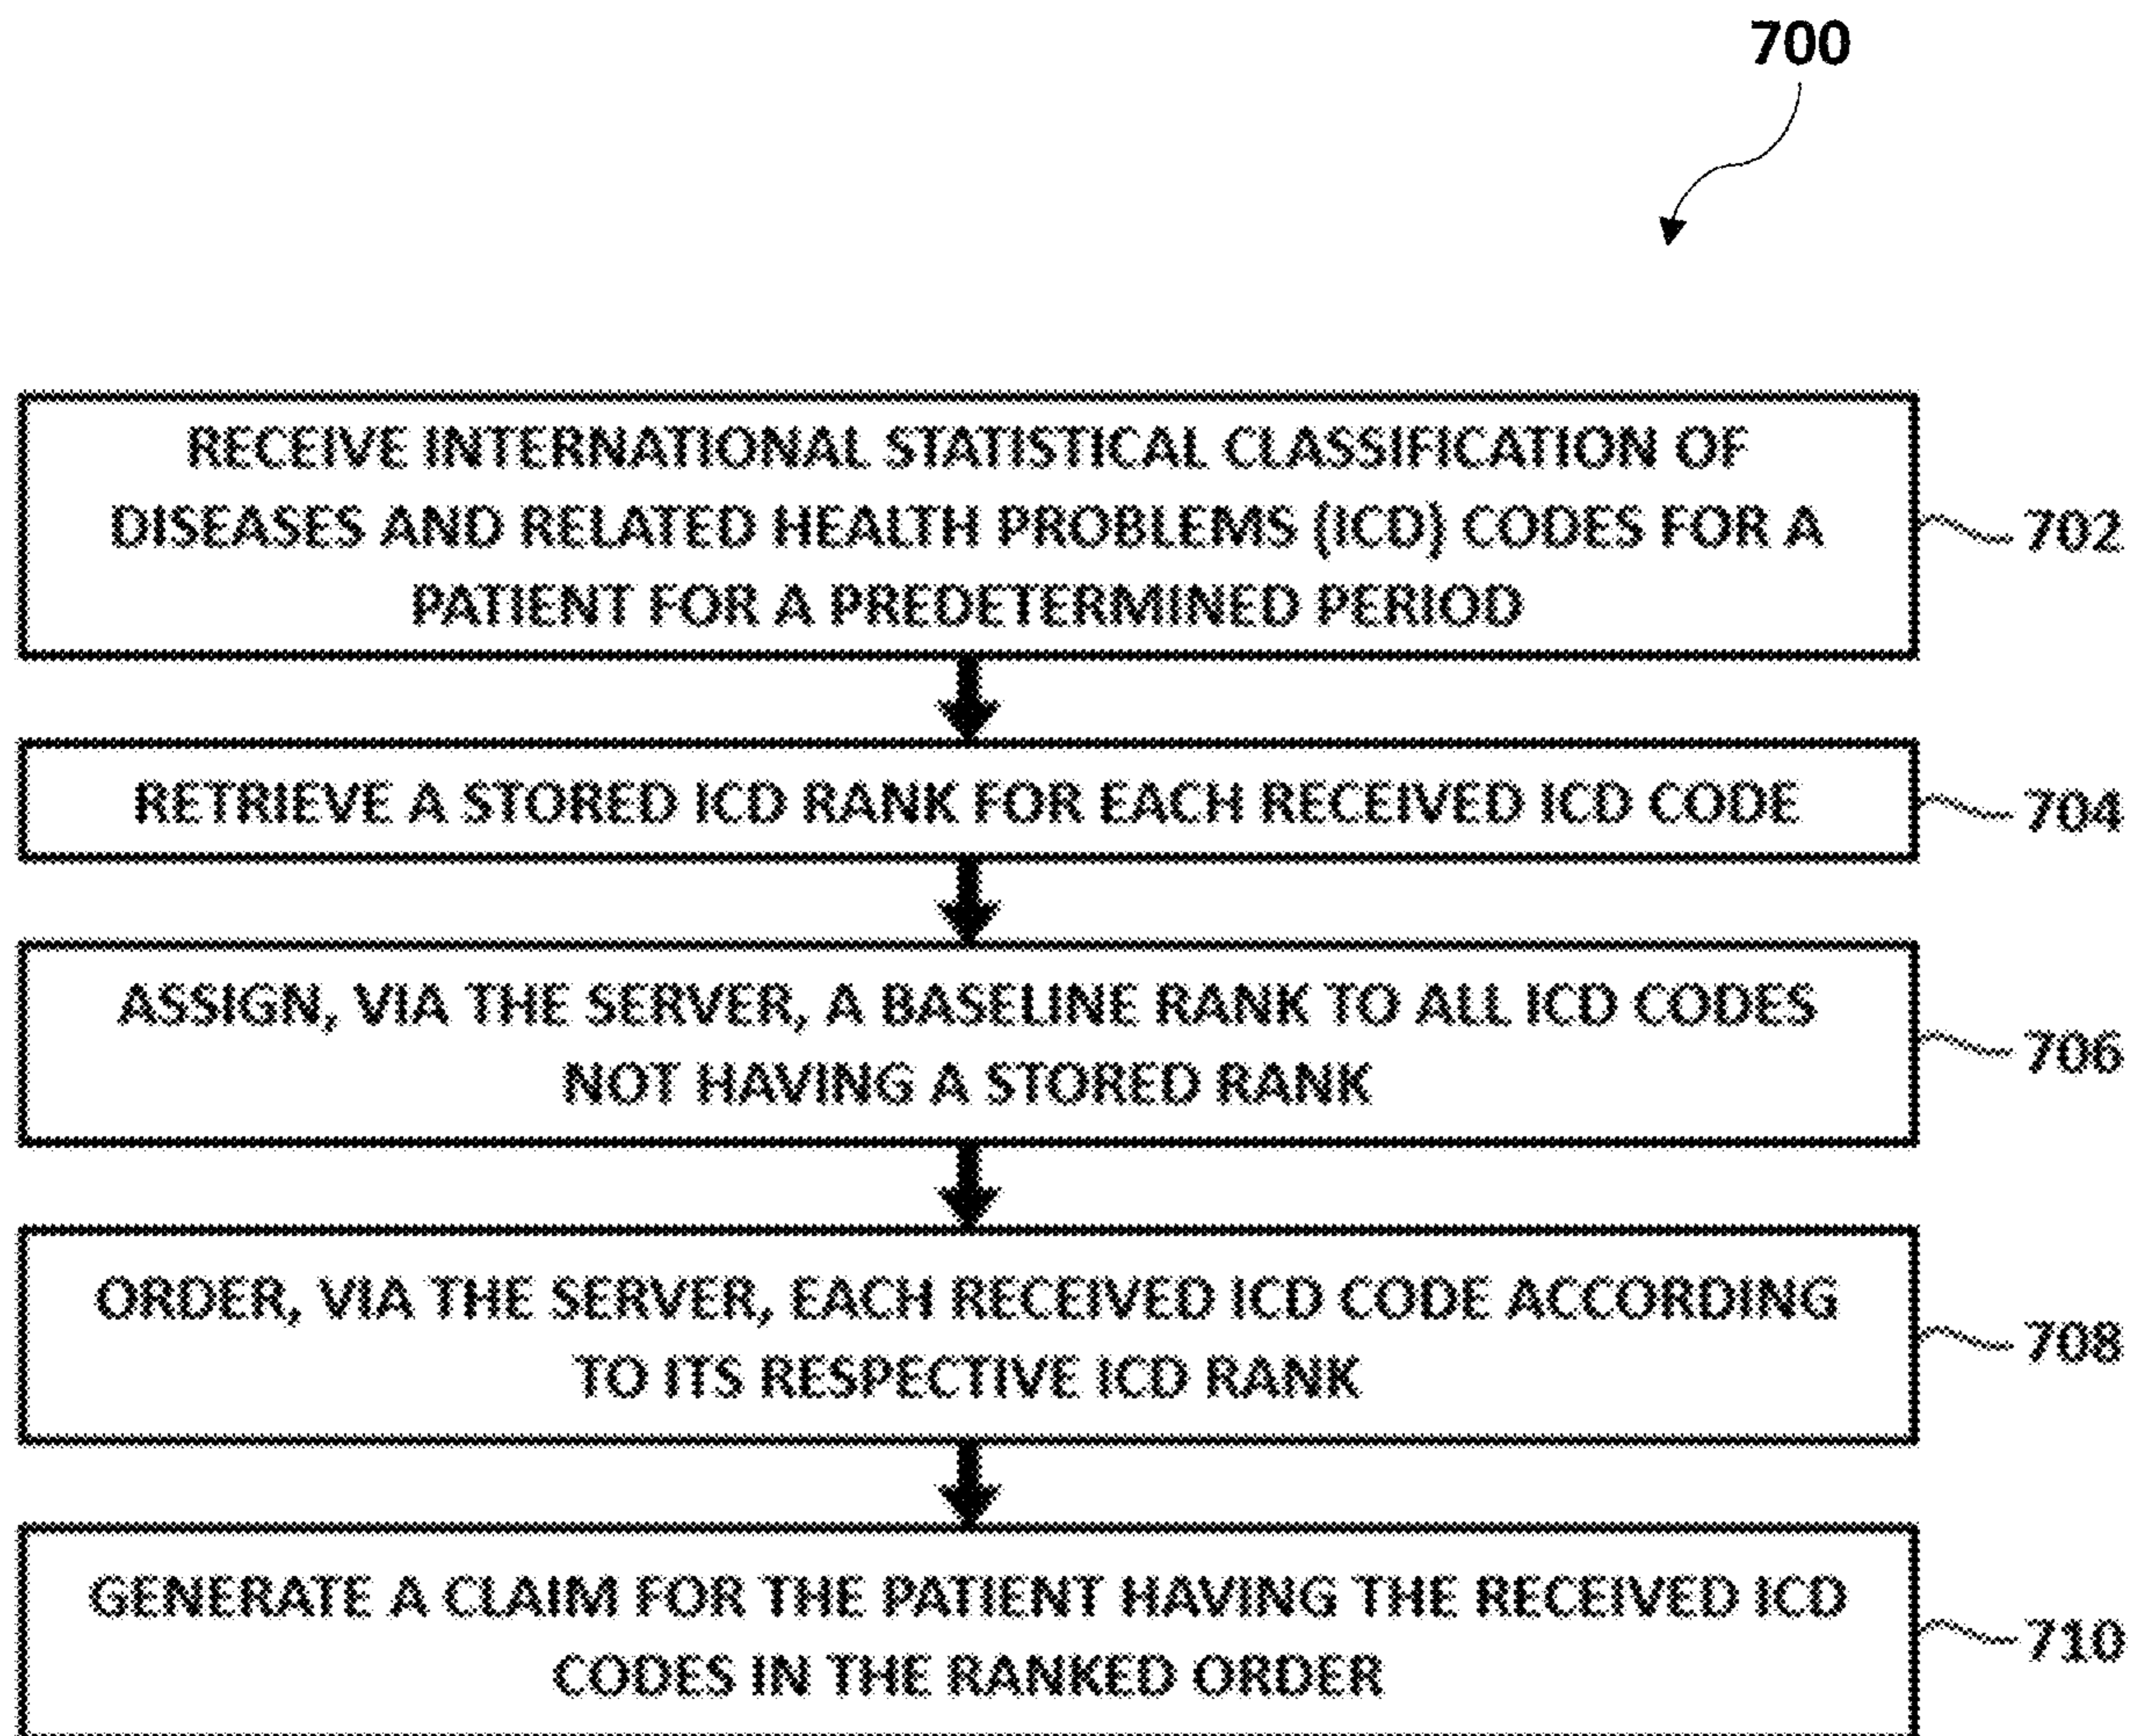 700
RECEIVE INTERNATIONAL STATISTICAL CLASSIFICATION OF
DISEASES AND RELATED HEALTH PROBLEMS (ICD) CODES FOR A
PATIENT FOR A PREDETERMINED PERIOD
702
RETRIEVE A STORED ICD RANK FOR EACH RECEIVED ICD CODE
704
ASSIGN, VIA THE SERVER, A BASELINE RANK TO ALL ICD CODES
NOT HAVING A STORED RANK
706
ORDER, VIA THE SERVER, EACH RECEIVED ICD CODE ACCORDING
TO ITS RESPECTIVE ICD RANK
708
GENERATE A CLAIM FOR THE PATIENT HAVING THE RECEIVED ICD
CODES IN THE RANKED ORDER
710